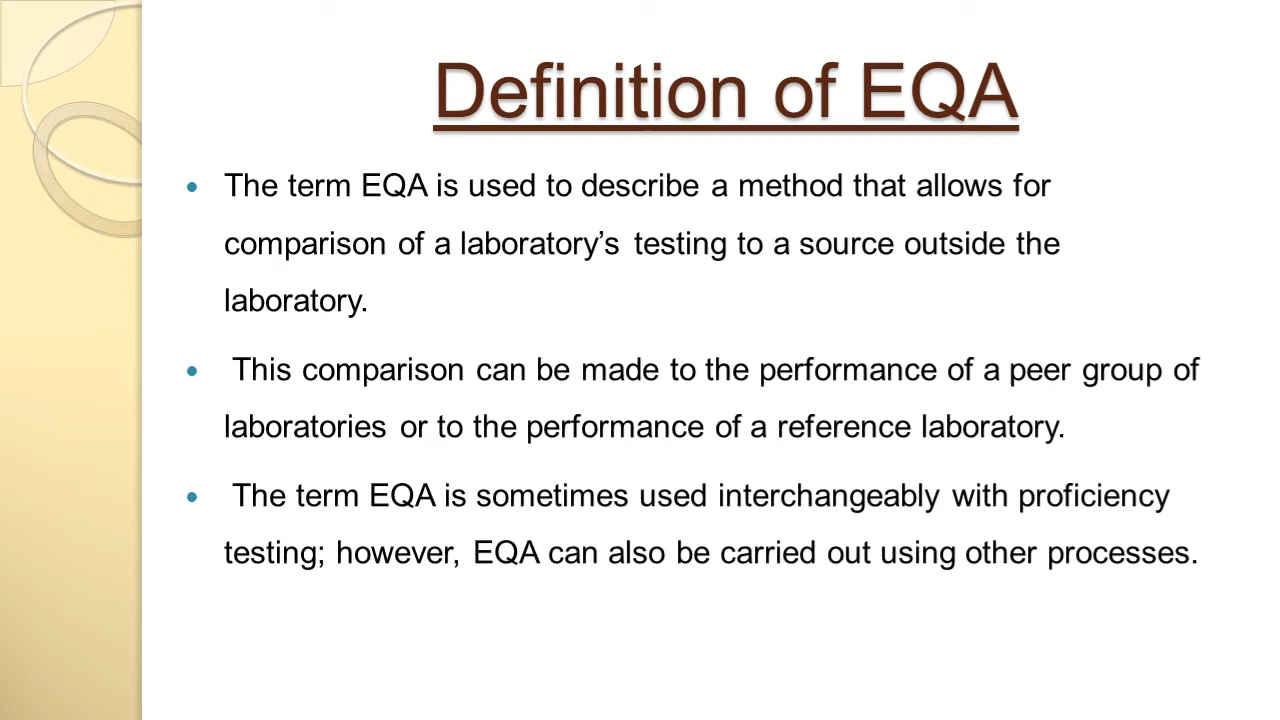 Definition of EQA
• The term EQA is used to describe a method that allows for
comparison of a laboratory’s testing to a source outside the
laboratory.
• This comparison can be made to the performance of a peer group of
laboratories or to the performance of a reference laboratory.
• The term EQA is sometimes used interchangeably with proficiency
testing; however, EQA can also be carried out using other processes.